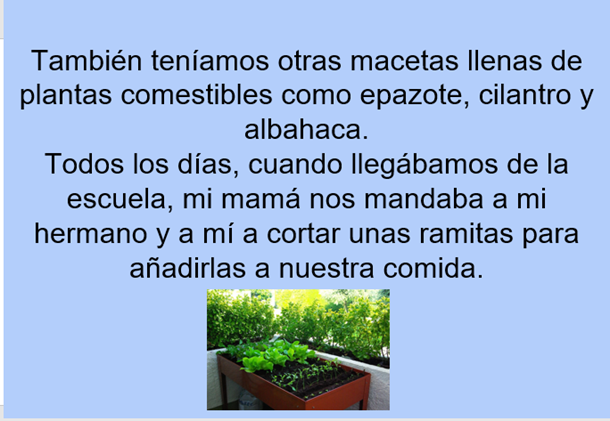 También teníamos otras macetas llenas de
plantas comestibles como epazote, cilantro y
albahaca.
Todos los días, cuando llegábamos de la
escuela, mi mamá nos mandaba a mi
hermano y a mí a cortar unas ramitas para
añadirlas a nuestra comida.